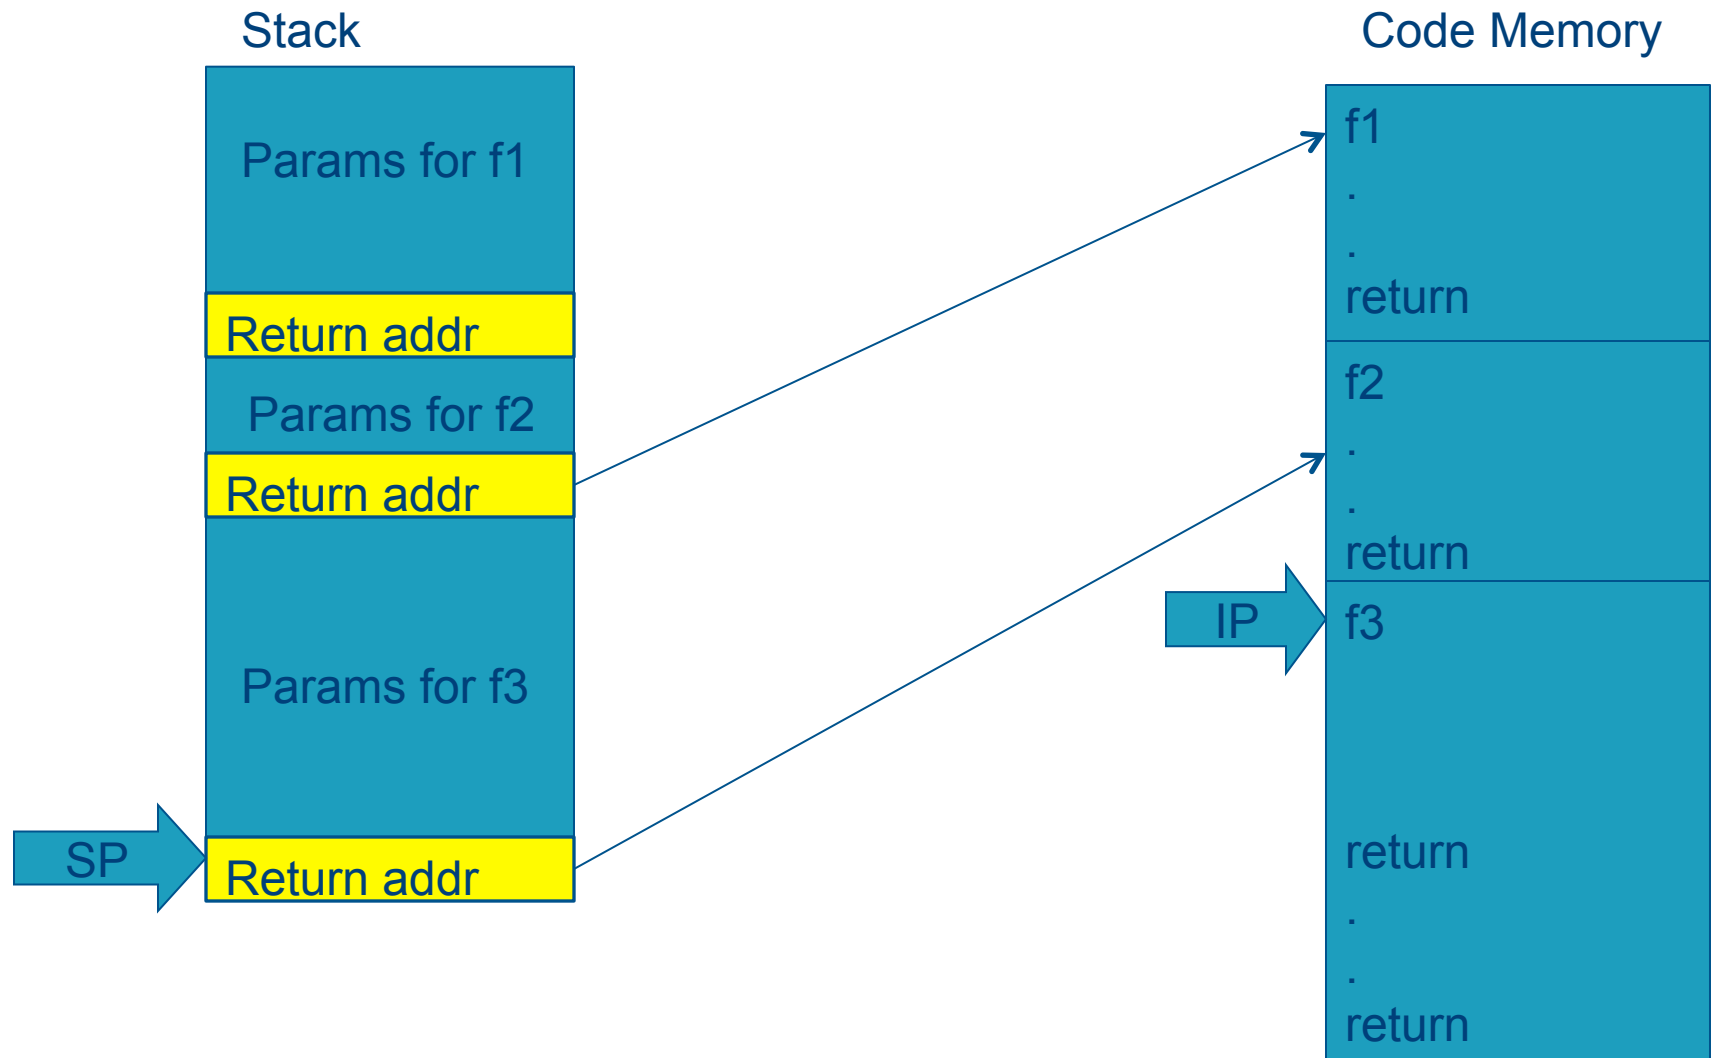 Stack
Code Memory
Params for f1
Return addr
Params for f2
Return addr
Params for f3
SP
Return addr
IP
f1
.
.
return
f2
.
.
return
f3
return
.
.
return